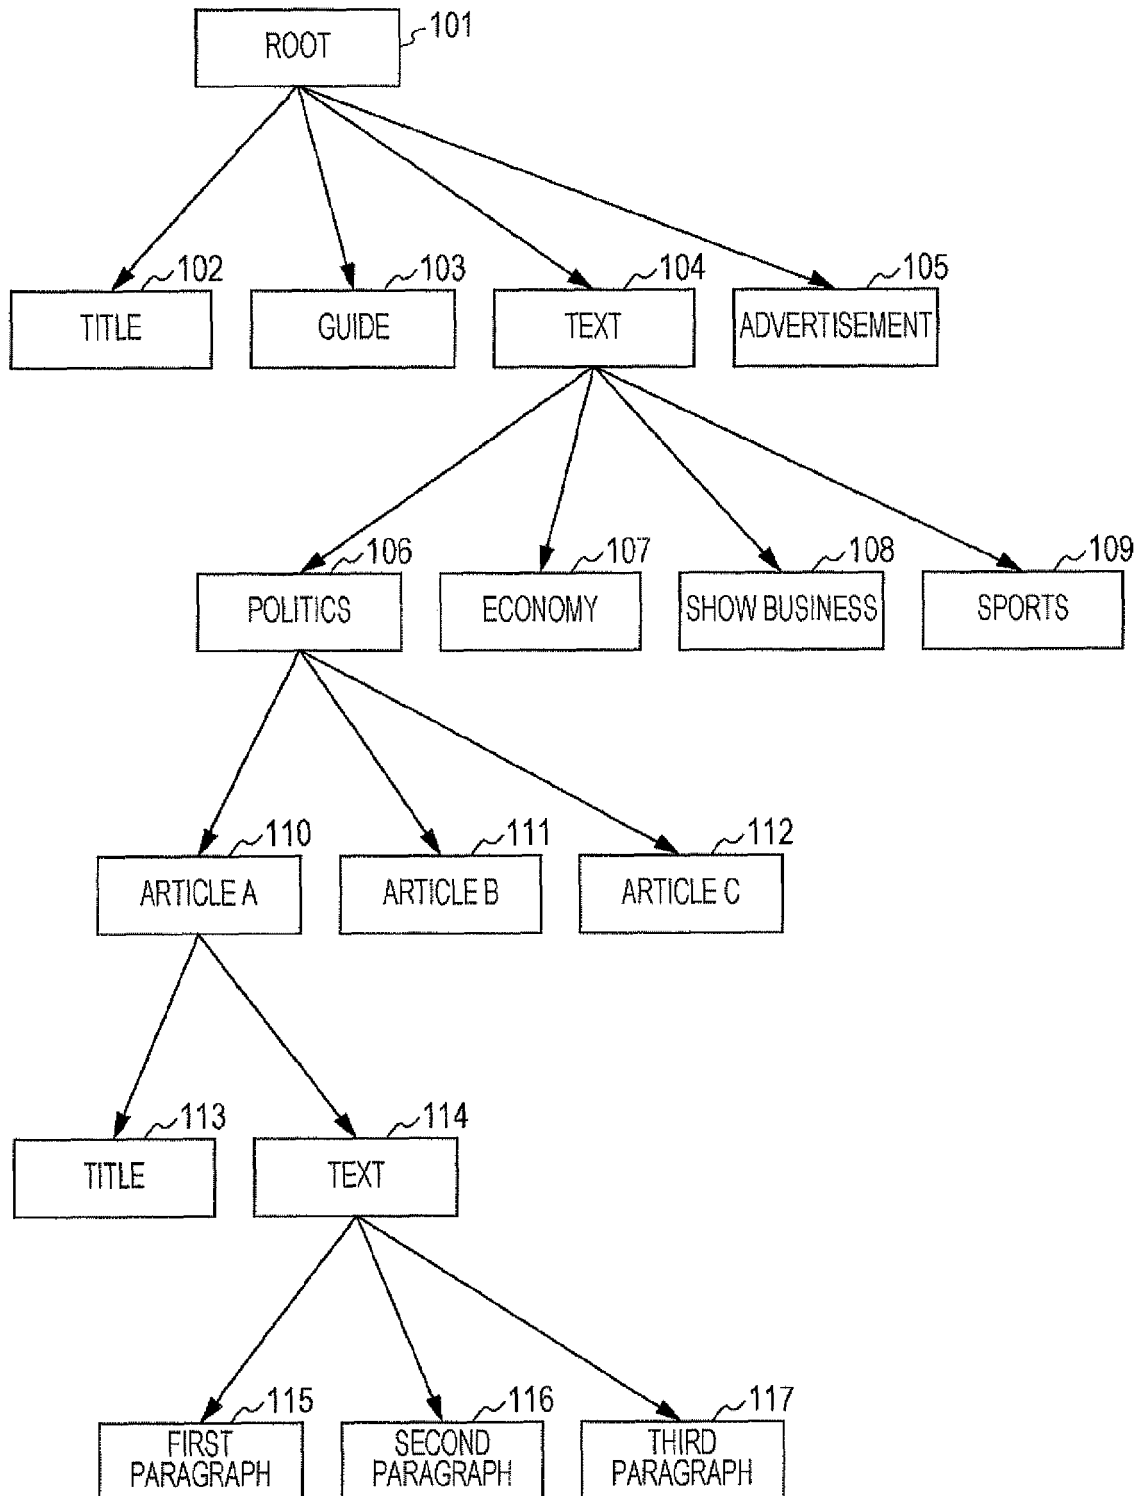 ROOT
101
102
103
104
105
TITLE
GUIDE
TEXT
ADVERTISEMENT
106
107
108
109
POLITICS
ECONOMY
SHOW BUSINESS
SPORTS
110
111
112
ARTICLE A
ARTICLE B
ARTICLE C
113
114
TITLE
TEXT
115
116
117
FIRST
PARAGRAPH
SECOND
PARAGRAPH
THIRD
PARAGRAPH